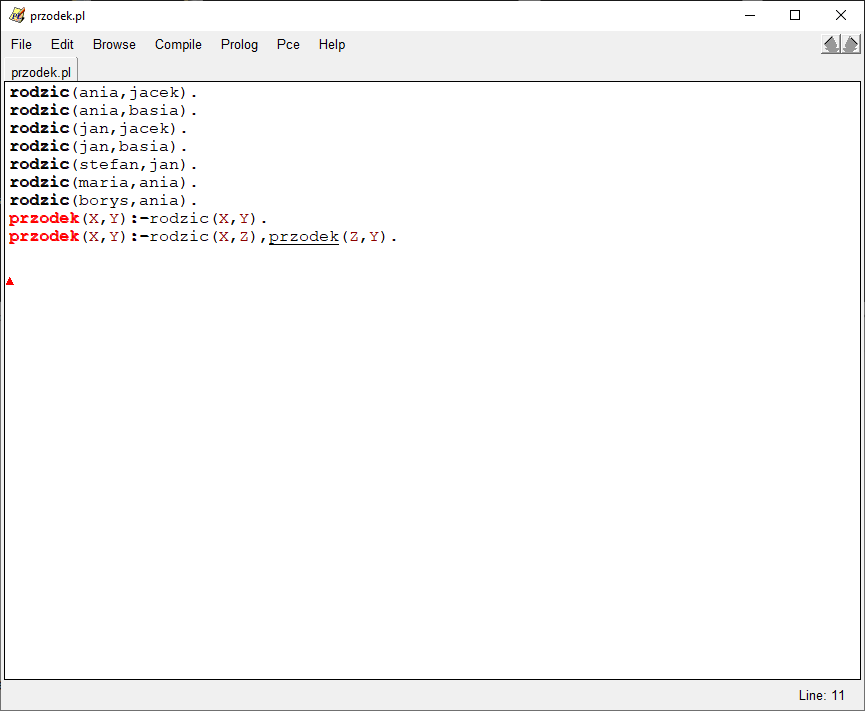 przodek.pl
File Edit Browse Compile Prolog Pce Help
przodek.pl
rodzic(ania,jacek).
rodzic(ania,basia).
rodzic(jan,jacek).
rodzic(jan,basia).
rodzic(stefan,jan).
rodzic(maria,ania).
rodzic(borys,ania).
przodek(X,Y):-rodzic(X,Y).
przodek(X,Y):-rodzic(X,Z),przodek(Z,Y).
Line: 11